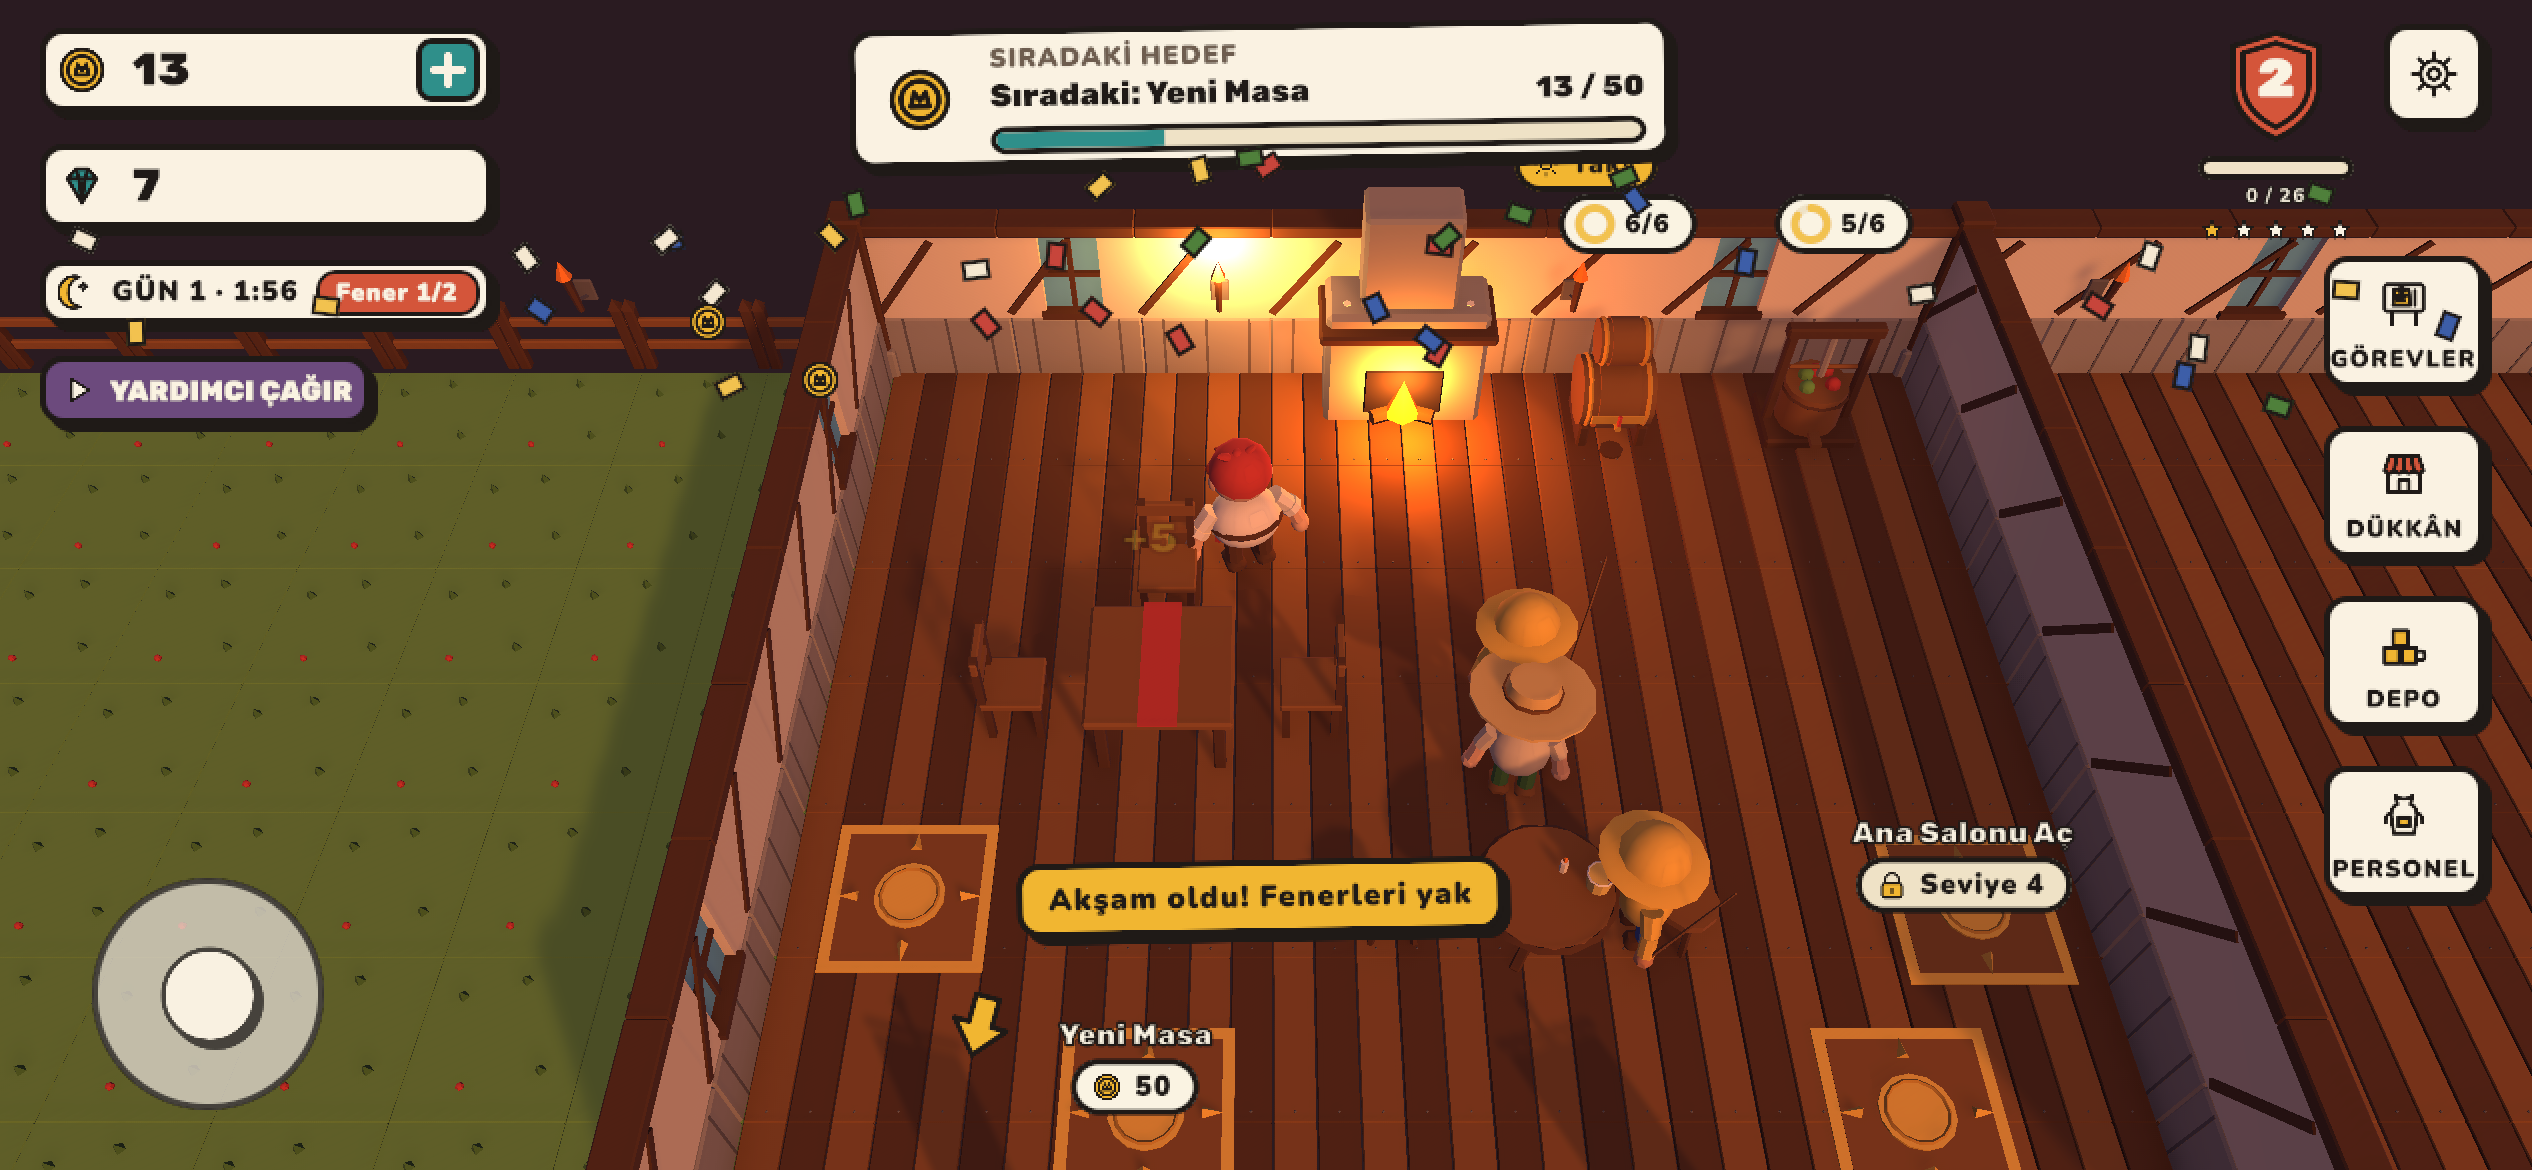 13
SIRADAKİ HEDEF
Sıradaki: Yeni Masa
13 / 50
2
7
0 / 26
6/6
5/6
GÜN 1 · 1:56
Fener 1/2
GÖREVLER
YARDIMCI ÇAĞIR
DÜKKÂN
+5
DEPO
Ana Salonu Aç
Seviye 4
PERSONEL
Akşam oldu! Fenerleri yak
Yeni Masa
50